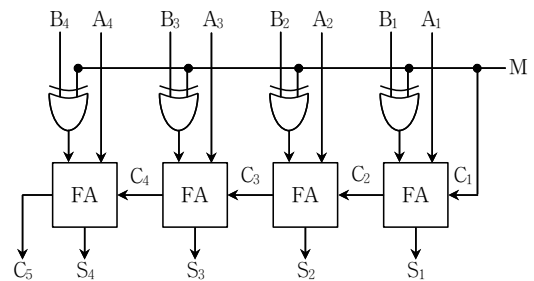 B₄ A₄ B₃ A₃ B₂ A₂ B₁ A₁
M
FA C₄ FA C₃ FA C₂ FA C₁
C₅ S₄ S₃ S₂ S₁